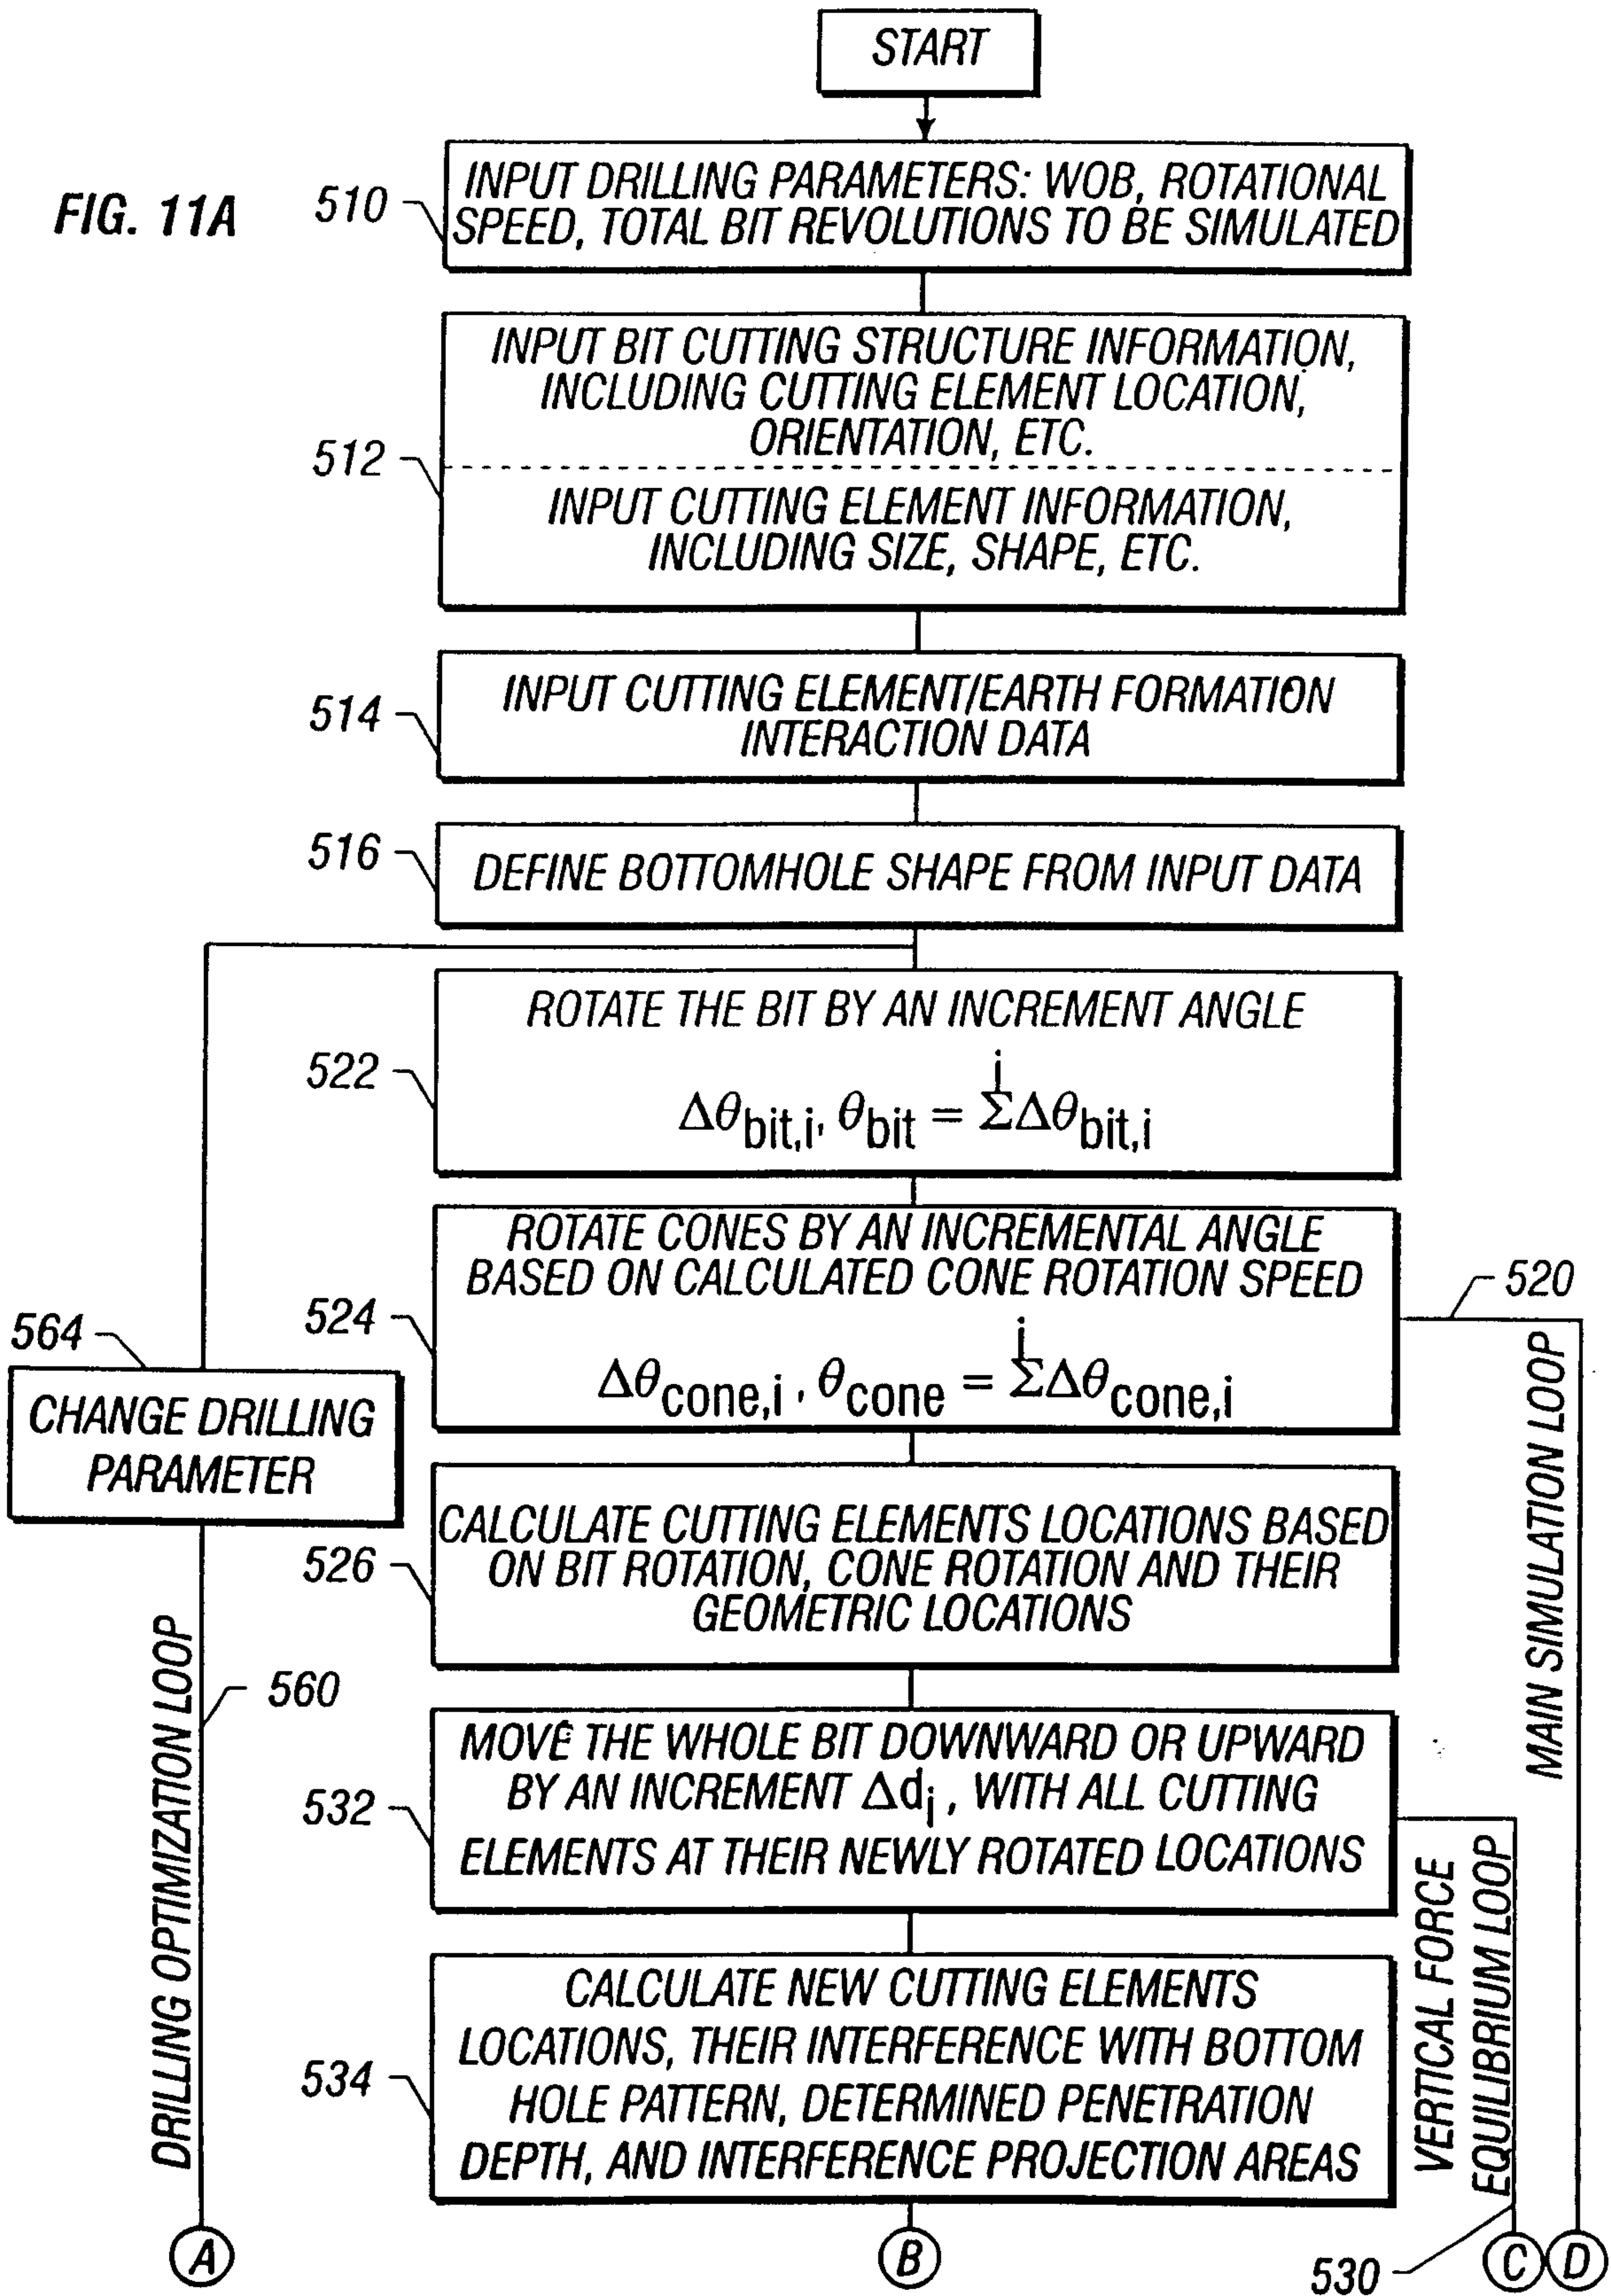 START
FIG. 11A
510
INPUT DRILLING PARAMETERS: WOB, ROTATIONAL
SPEED, TOTAL BIT REVOLUTIONS TO BE SIMULATED
512
INPUT BIT CUTTING STRUCTURE INFORMATION,
INCLUDING CUTTING ELEMENT LOCATION,
ORIENTATION, ETC.
INPUT CUTTING ELEMENT INFORMATION,
INCLUDING SIZE, SHAPE, ETC.
514
INPUT CUTTING ELEMENT/EARTH FORMATION
INTERACTION DATA
516
DEFINE BOTTOMHOLE SHAPE FROM INPUT DATA
522
ROTATE THE BIT BY AN INCREMENT ANGLE
i
Δθbit,i, θbit = ΣΔθbit,i
524
ROTATE CONES BY AN INCREMENTAL ANGLE
BASED ON CALCULATED CONE ROTATION SPEED
i
Δθcone,i, θcone = ΣΔθcone,i
520
MAIN SIMULATION LOOP
564
CHANGE DRILLING
PARAMETER
526
CALCULATE CUTTING ELEMENTS LOCATIONS BASED
ON BIT ROTATION, CONE ROTATION AND THEIR
GEOMETRIC LOCATIONS
560
DRILLING OPTIMIZATION LOOP
532
MOVE THE WHOLE BIT DOWNWARD OR UPWARD
BY AN INCREMENT Δdi, WITH ALL CUTTING
ELEMENTS AT THEIR NEWLY ROTATED LOCATIONS
VERTICAL FORCE
EQUILIBRIUM LOOP
534
CALCULATE NEW CUTTING ELEMENTS
LOCATIONS, THEIR INTERFERENCE WITH BOTTOM
HOLE PATTERN, DETERMINED PENETRATION
DEPTH, AND INTERFERENCE PROJECTION AREAS
530
A
B
C
D